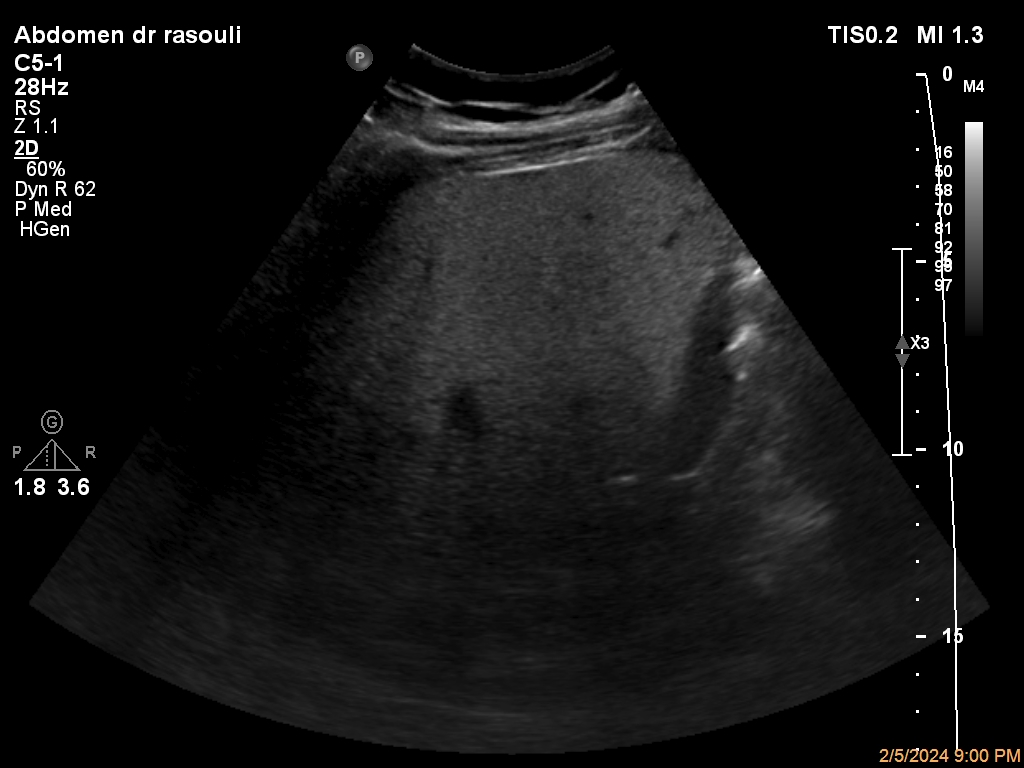 Abdomen dr rasouli
C5-1
28Hz
RS
Z 1.1
2D
60%
Dyn R 62
P Med
HGen
P
TIS0.2 MI 1.3
M4
0
5
10
15
16
50
58
70
81
92
99
97
X3
G
P R
1.8 3.6
2/5/2024 9:00 PM